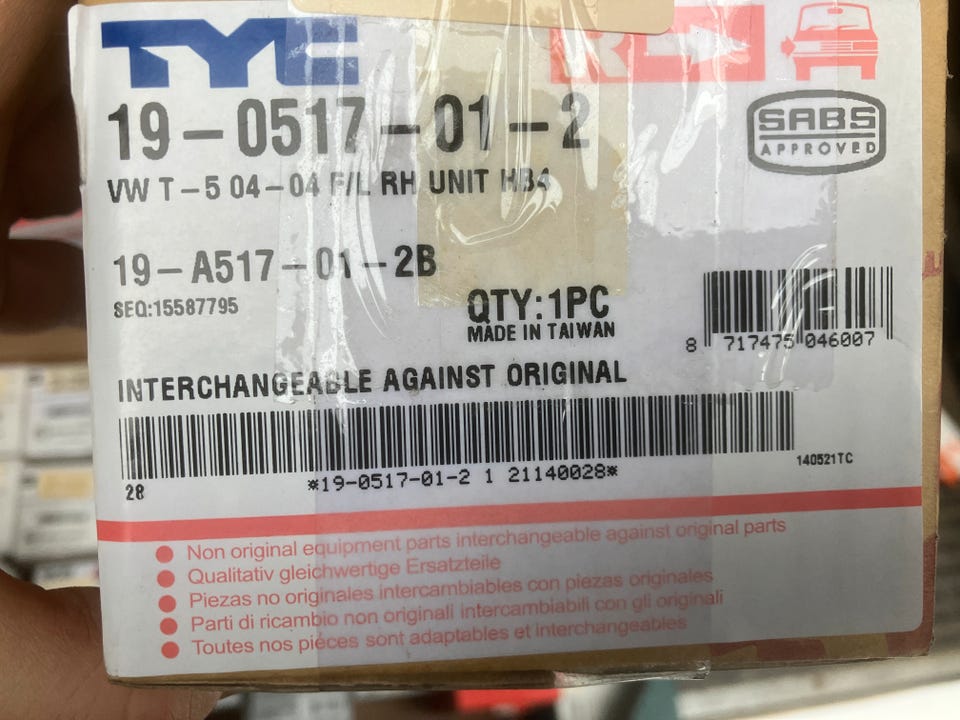 TYC
19-0517-01-2
SABS
APPROVED
VW T-5 04-04 F/L RH UNIT HB4
19-A517-01-2B
SEQ:15587795
QTY:1PC
MADE IN TAIWAN
8 717475 046007
INTERCHANGEABLE AGAINST ORIGINAL
140521TC
28
*19-0517-01-2 1 21140028*
Non original equipment parts interchangeable against original parts
Qualitativ gleichwertige Ersatzteile
Piezas no originales intercambiables con piezas originales
Parti di ricambio non originali intercambiabili con gli originali
Toutes nos pièces sont adaptables et interchangeables